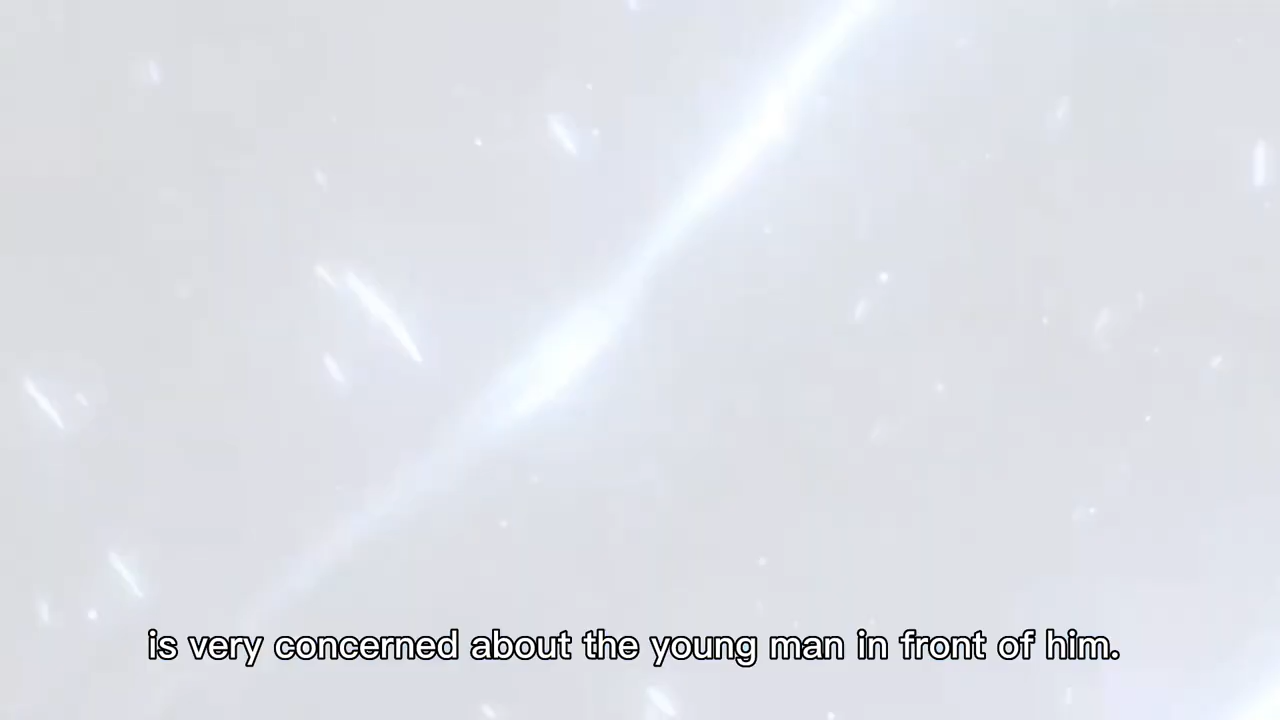 is very concerned about the young man in front of him.